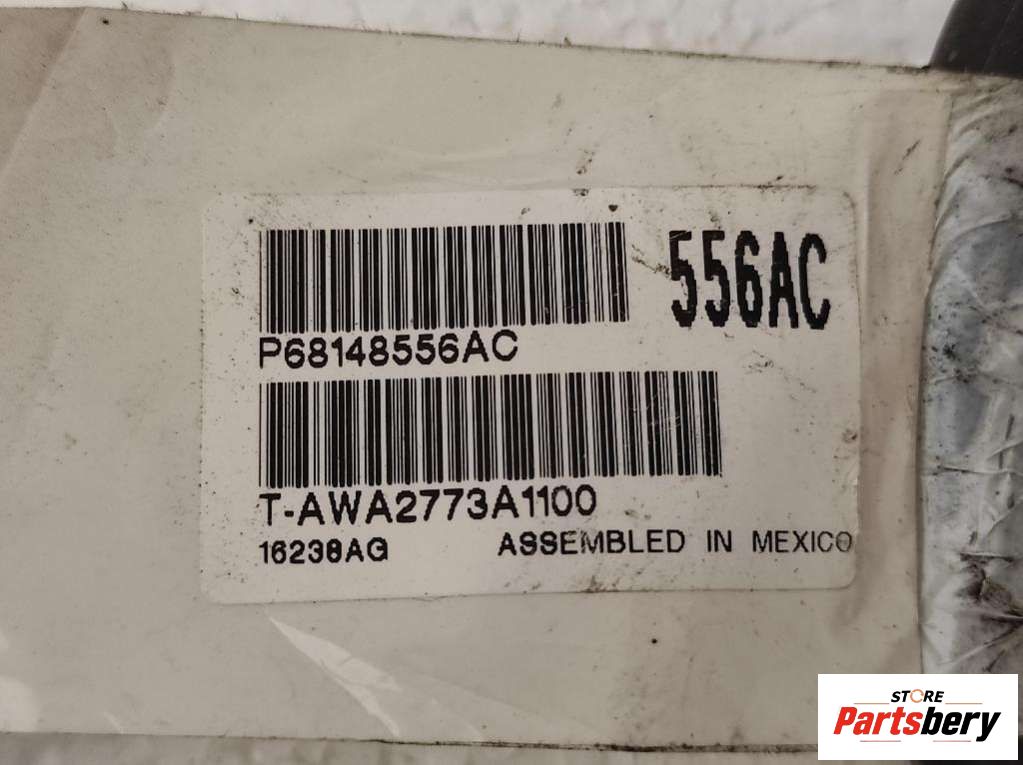 556AC
P68148556AC
T-AWA2773A1100
16238AG ASSEMBLED IN MEXICO
STORE
Partsbery